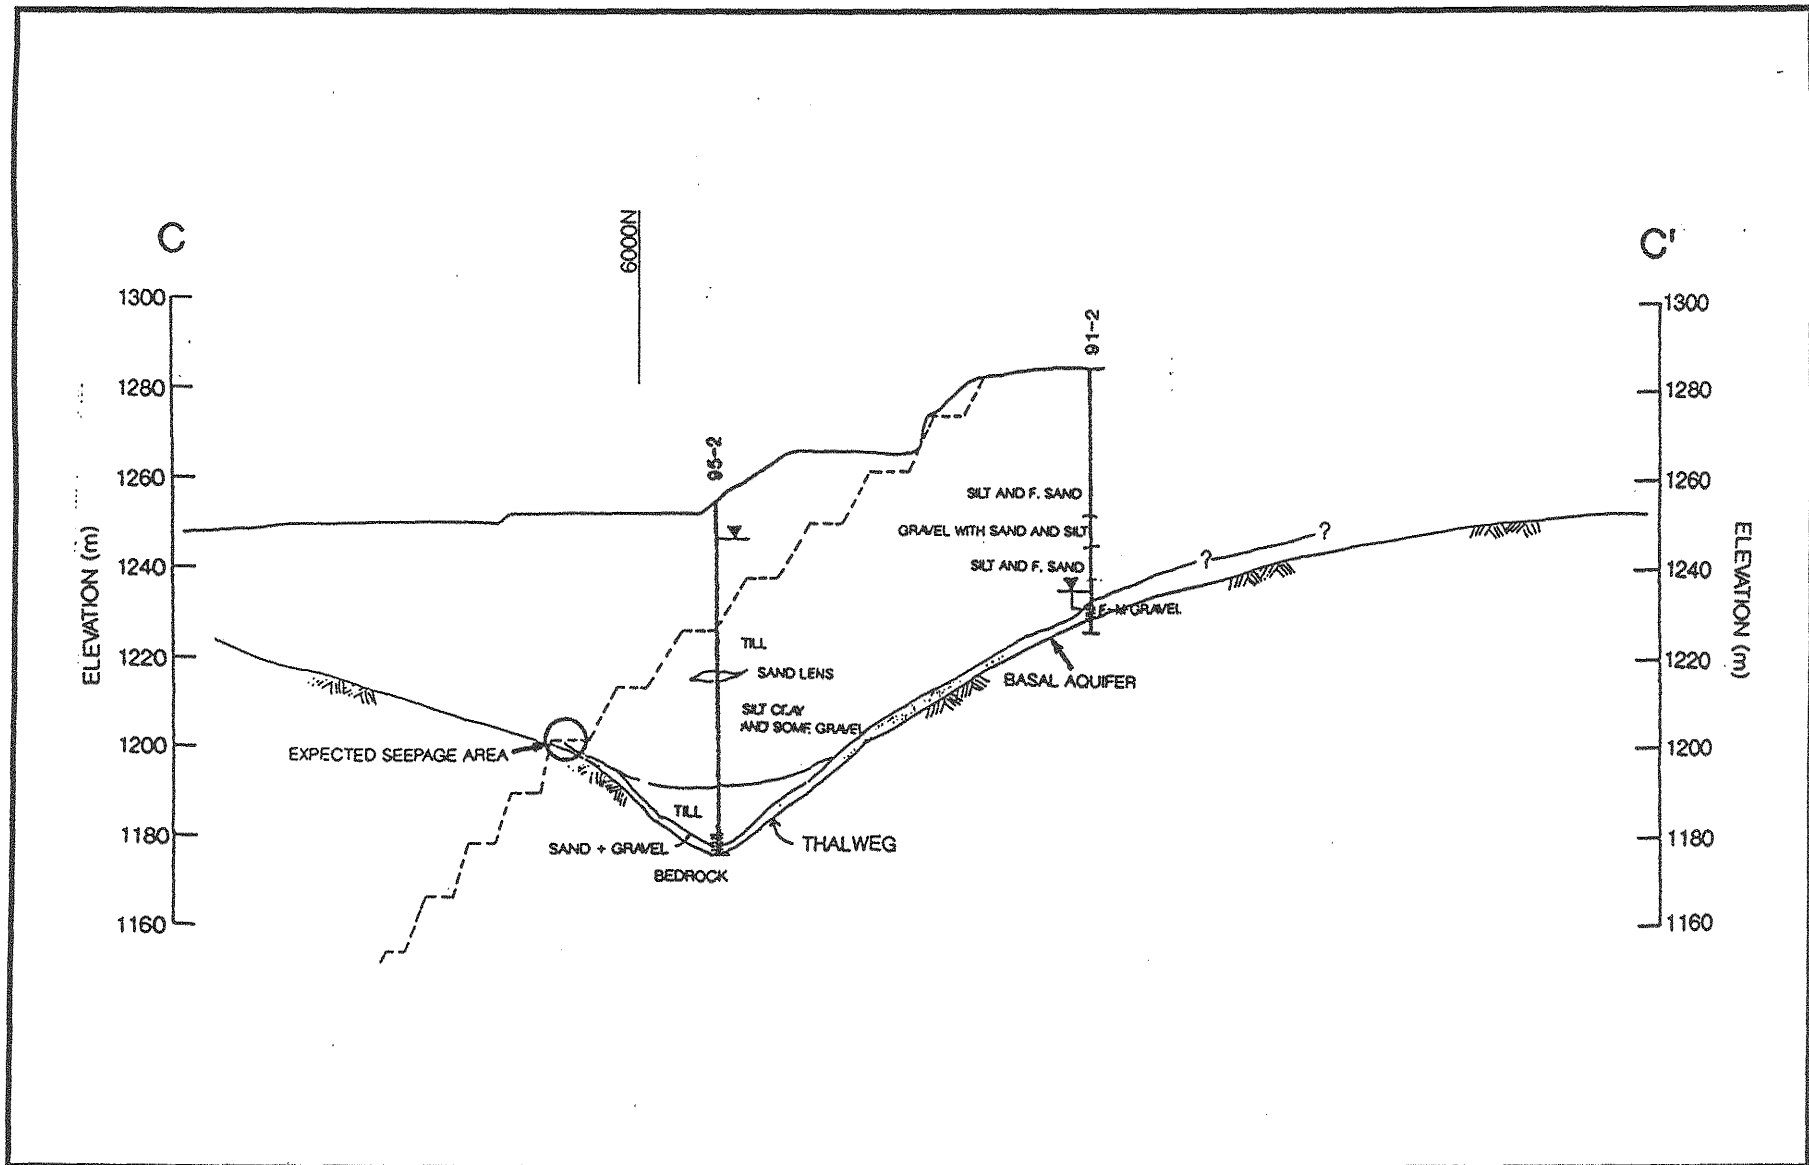 C
C'
6000N
1300
1280
1260
1240
1220
1200
1180
1160
ELEVATION (m)
95-2
91-2
SILT AND F. SAND
GRAVEL WITH SAND AND SILT
SILT AND F. SAND
F-M GRAVEL
?
?
BASAL AQUIFER
TILL
SAND LENS
SILT CLAY
AND SOME GRAVEL
EXPECTED SEEPAGE AREA
TILL
SAND + GRAVEL
THALWEG
BEDROCK
1300
1280
1260
1240
1220
1200
1180
1160
ELEVATION (m)